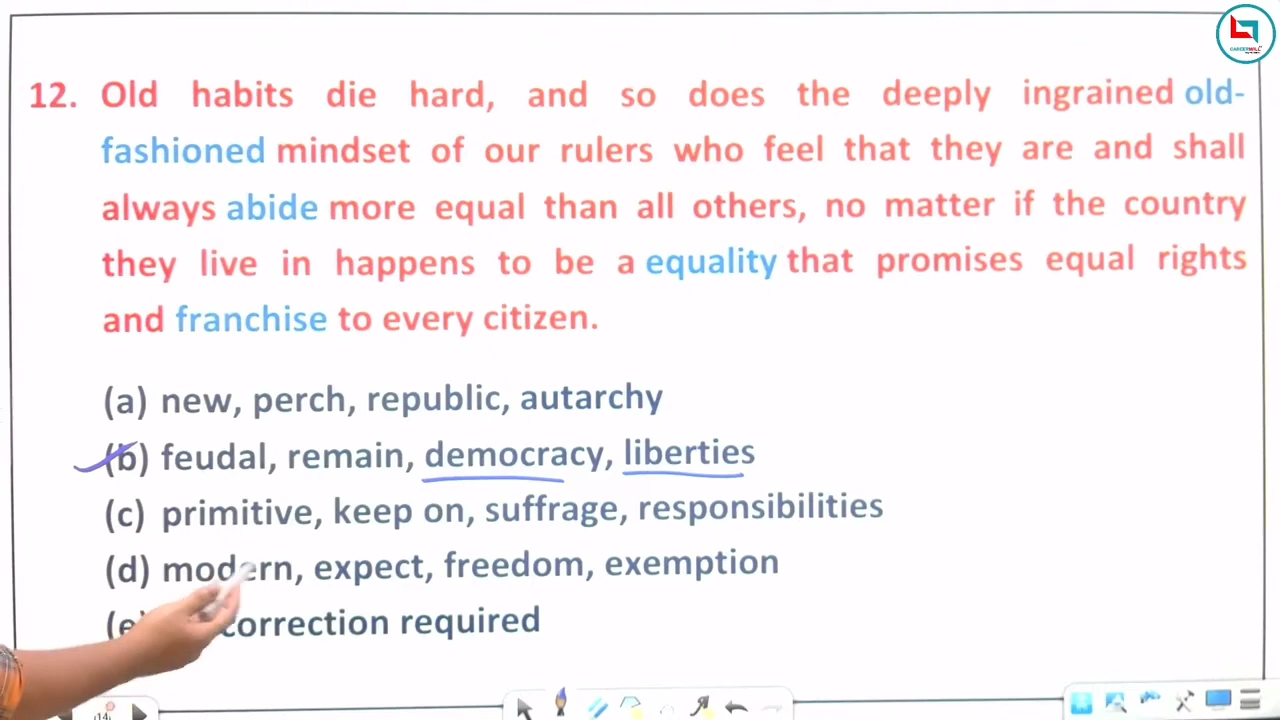 12. Old habits die hard, and so does the deeply ingrained old-
fashioned mindset of our rulers who feel that they are and shall
always abide more equal than all others, no matter if the country
they live in happens to be a equality that promises equal rights
and franchise to every citizen.
(a) new, perch, republic, autarchy
(b) feudal, remain, democracy, liberties
(c) primitive, keep on, suffrage, responsibilities
(d) modern, expect, freedom, exemption
(e) correction required
14
CAREERWILL